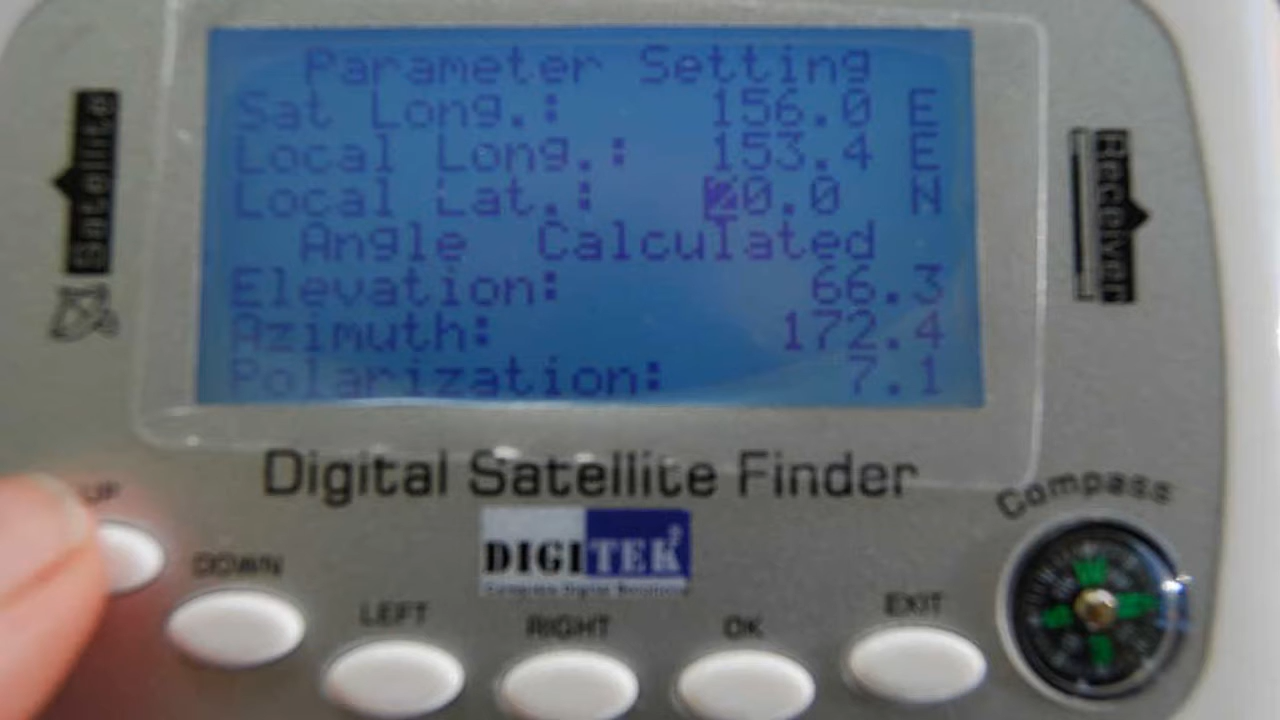 Parameter Setting
Sat Long.: 156.0 E
Local Long.: 153.4 E
Local Lat.: 20.0 N
Angle Calculated
Elevation: 66.3
Azimuth: 172.4
Polarization: 7.1
Satellite
Receiver
Digital Satellite Finder
DIGITEK
Compass
UP
DOWN
LEFT
RIGHT
OK
EXIT